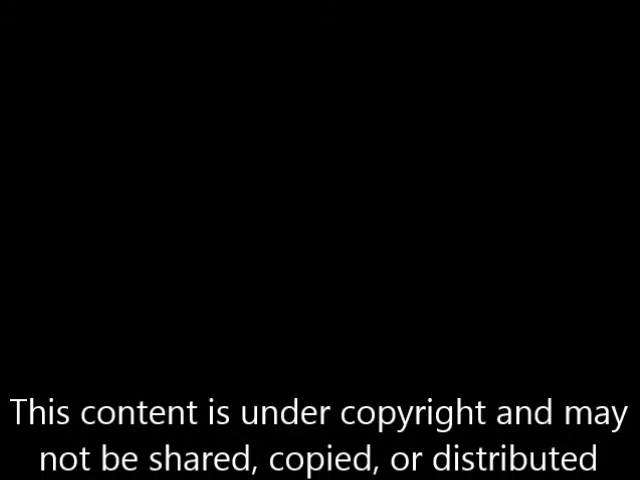 This content is under copyright and may
not be shared, copied, or distributed